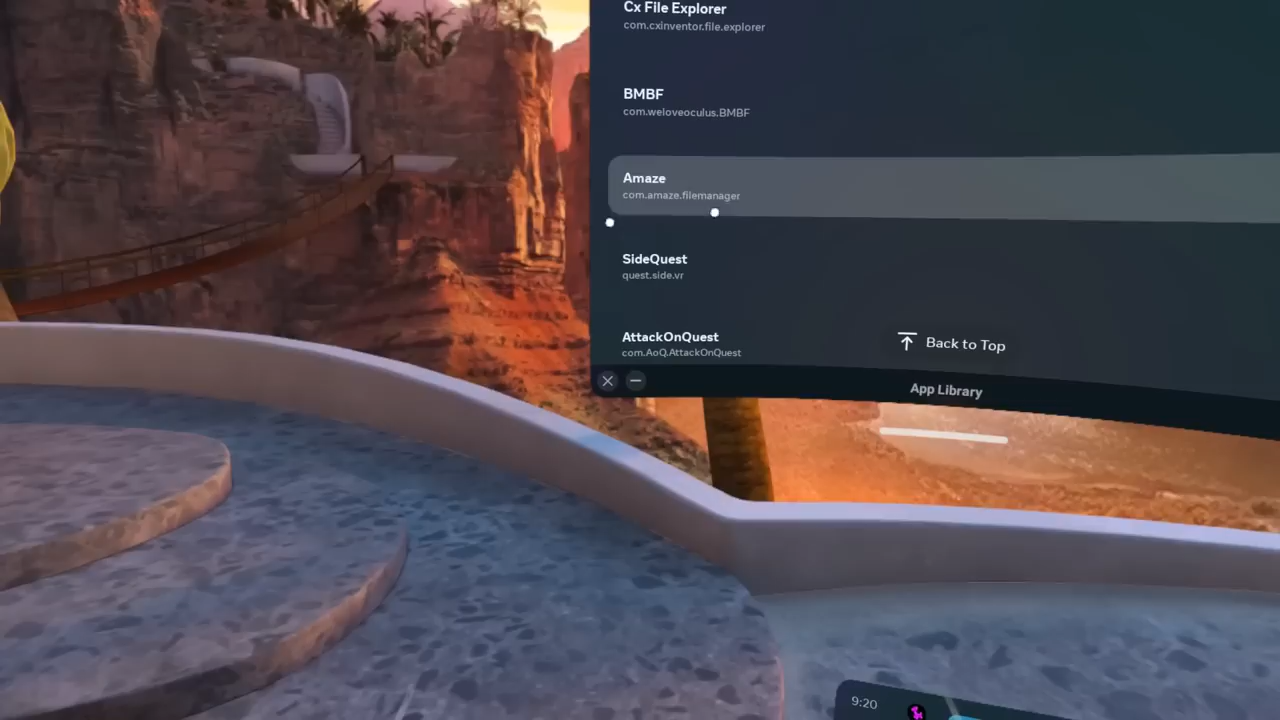 Cx File Explorer
com.cxinventor.file.explorer
BMBF
com.weloveoculus.BMBF
Amaze
com.amaze.filemanager
SideQuest
quest.side.vr
AttackOnQuest
com.AoQ.AttackOnQuest
Back to Top
App Library
9:20